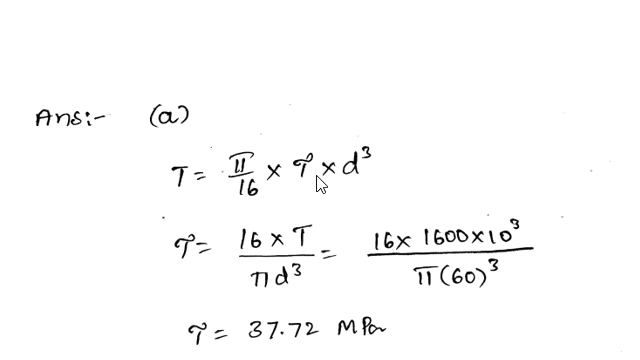 Ans:- (a)
T = π/16 × τ × d³
τ = 16 × T / πd³ = 16 × 1600 × 10³ / π(60)³
τ = 37.72 MPa